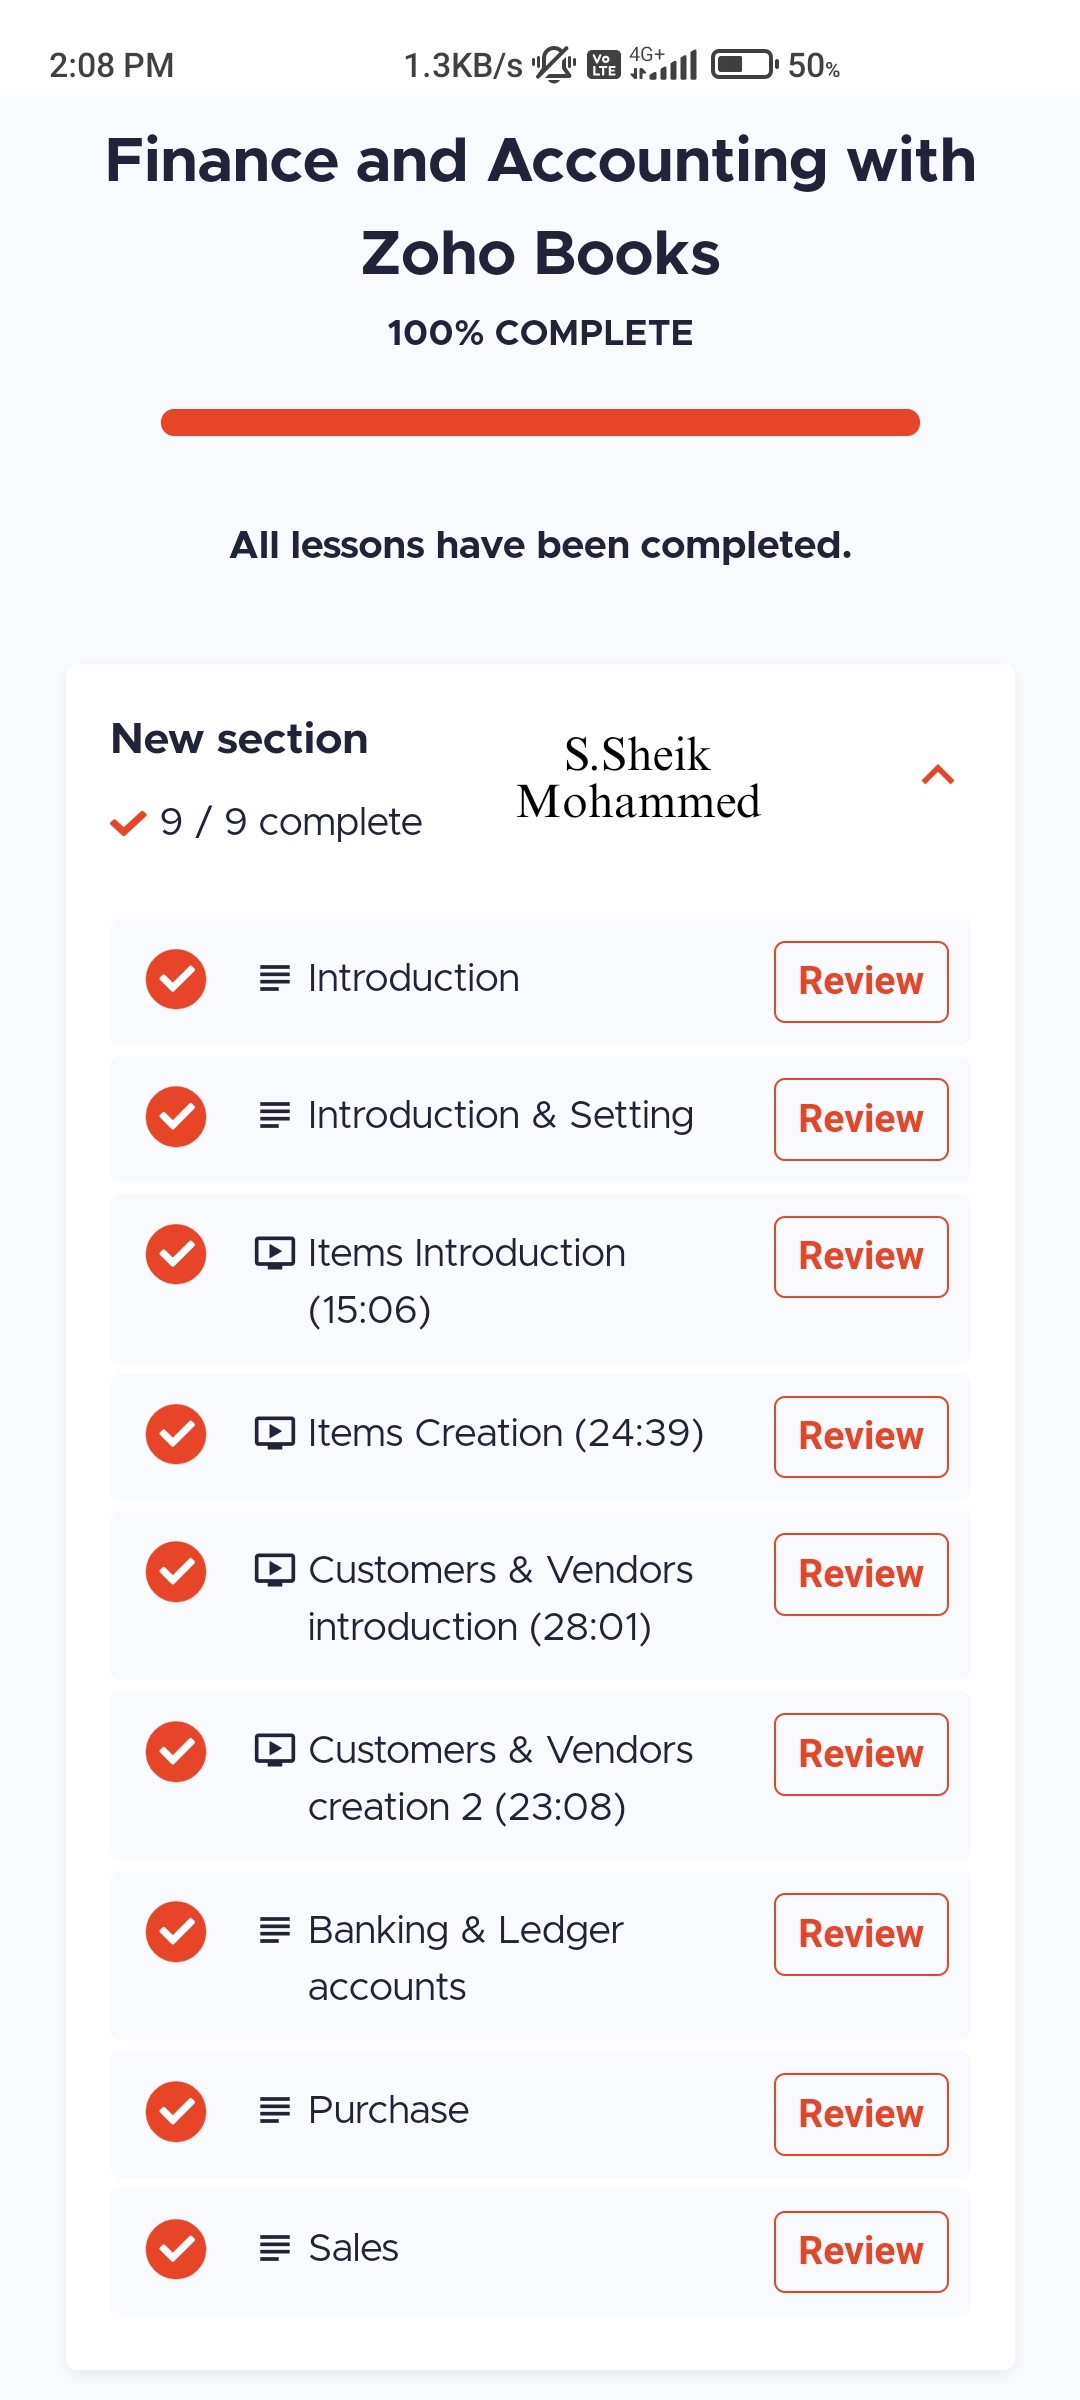 2:08 PM 1.3KB/s Vo LTE 4G+ 50%
Finance and Accounting with
Zoho Books
100% COMPLETE
All lessons have been completed.
New section
9 / 9 complete
S.Sheik
Mohammed
Introduction Review
Introduction & Setting Review
Items Introduction Review
(15:06)
Items Creation (24:39) Review
Customers & Vendors Review
introduction (28:01)
Customers & Vendors Review
creation 2 (23:08)
Banking & Ledger Review
accounts
Purchase Review
Sales Review